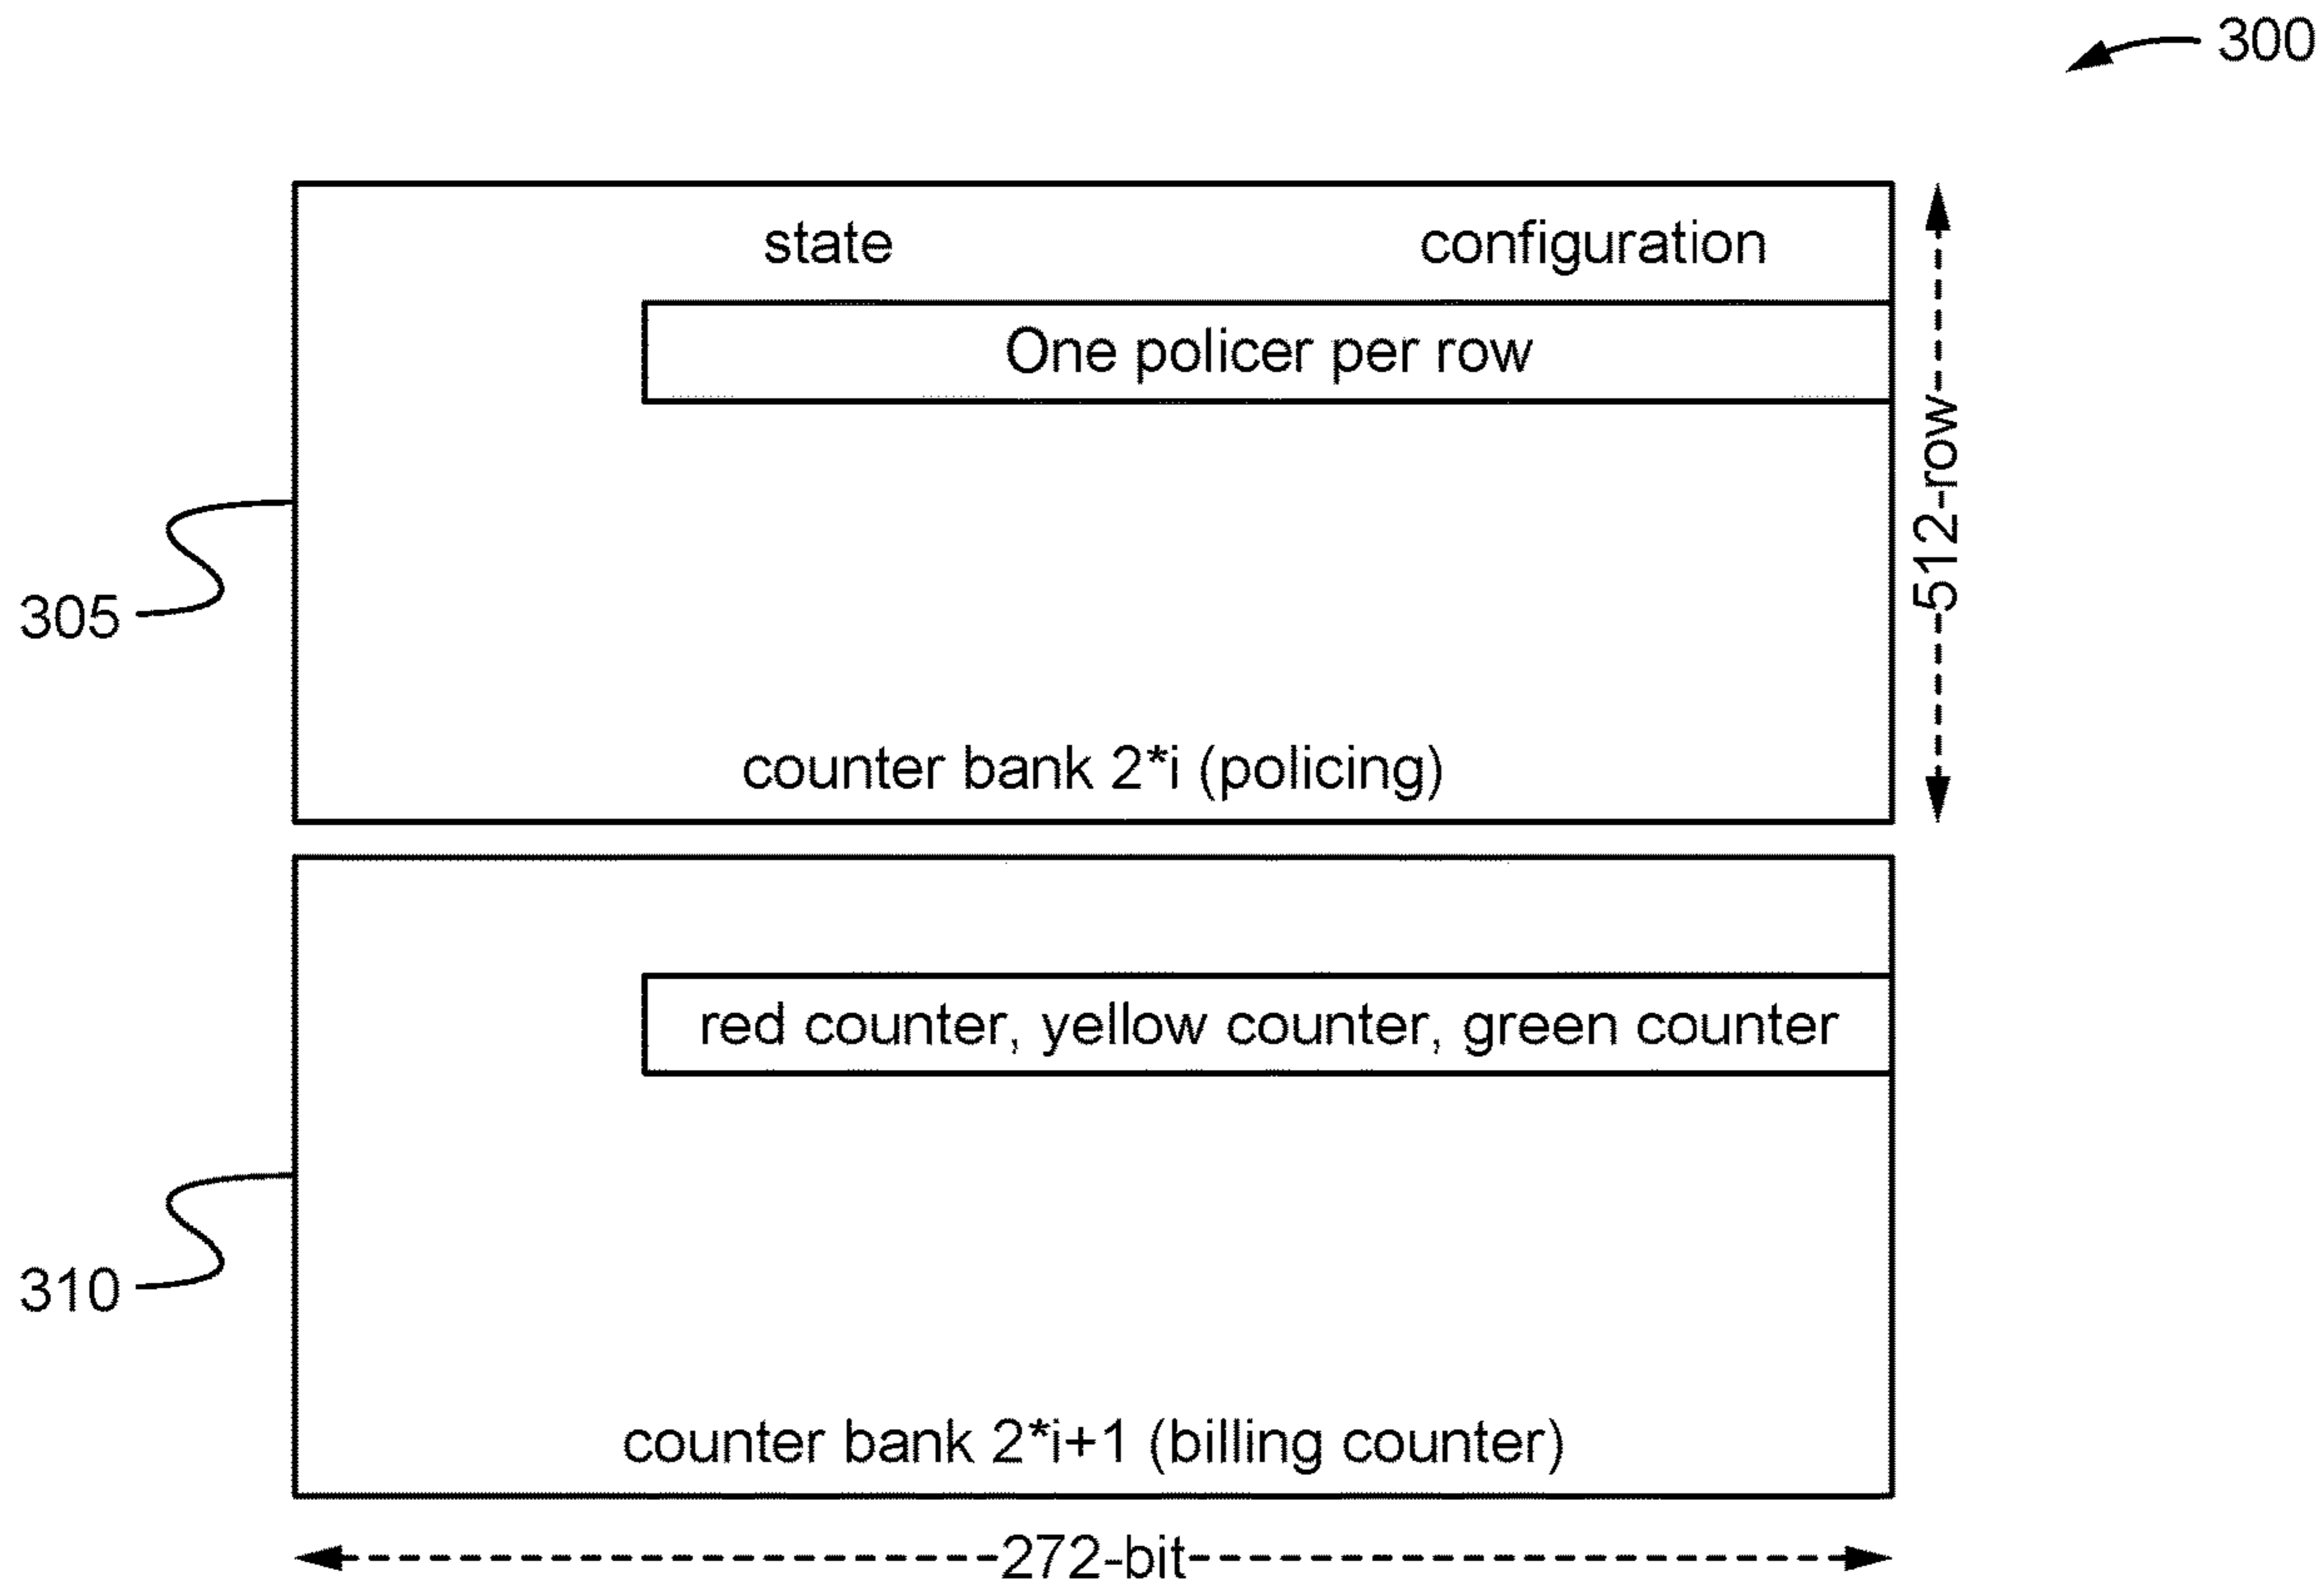 300
state configuration
One policer per row
512-row
305
counter bank 2*i (policing)
red counter, yellow counter, green counter
310
counter bank 2*i+1 (billing counter)
272-bit